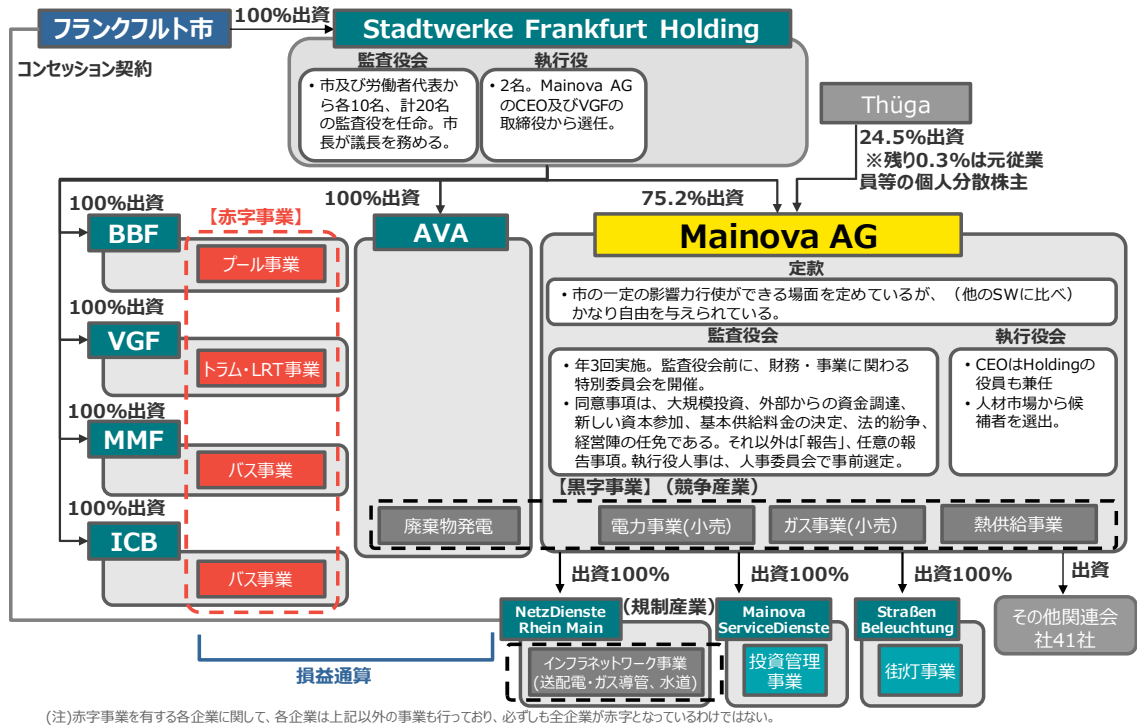 フランクフルト市
100%出資
Stadtwerke Frankfurt Holding
コンセッション契約
監査役会
・市及び労働者代表か
ら各10名、計20名
の監査役を任命。市
長が議長を務める。
執行役
・2名。Mainova AG
のCEO及びVGFの
取締役から選任。
Thüga
24.5%出資
※残り0.3%は元従業
員等の個人分散株主
100%出資
BBF
【赤字事業】
プール事業
100%出資
VGF
トラム・LRT事業
100%出資
MMF
バス事業
100%出資
ICB
バス事業
100%出資
AVA
廃棄物発電
75.2%出資
Mainova AG
定款
・市の一定の影響力行使ができる場面を定めているが、（他のSWに比べ）
かなり自由を与えられている。
監査役会
・年3回実施。監査役会前に、財務・事業に関わる
特別委員会を開催。
・同意事項は、大規模投資、外部からの資金調達、
新しい資本参加、基本供給料金の決定、法的紛争、
経営陣の任免である。それ以外は「報告」、任意の報
告事項。執行役人事は、人事委員会で事前選定。
執行役会
・CEOはHoldingの
役員も兼任
・人材市場から候
補者を選出。
【黒字事業】（競争産業）
電力事業(小売)
ガス事業(小売)
熱供給事業
出資100%
出資100%
出資100%
出資
NetzDienste
Rhein Main
(規制産業)
インフラネットワーク事業
(送配電・ガス導管、水道)
Mainova
ServiceDienste
投資管理
事業
Straßen
Beleuchtung
街灯事業
その他関連会
社41社
損益通算
(注)赤字事業を有する各企業に関して、各企業は上記以外の事業も行っており、必ずしも全企業が赤字となっているわけではない。